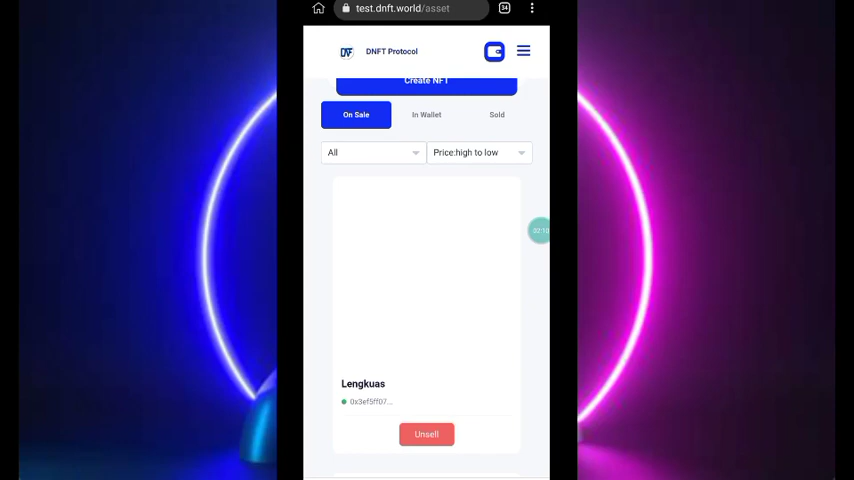 test.dnft.world/asset
34
DNFT Protocol
Create NFT
On Sale
In Wallet
Sold
All
Price:high to low
Lengkuas
0x3ef5ff07...
Unsell